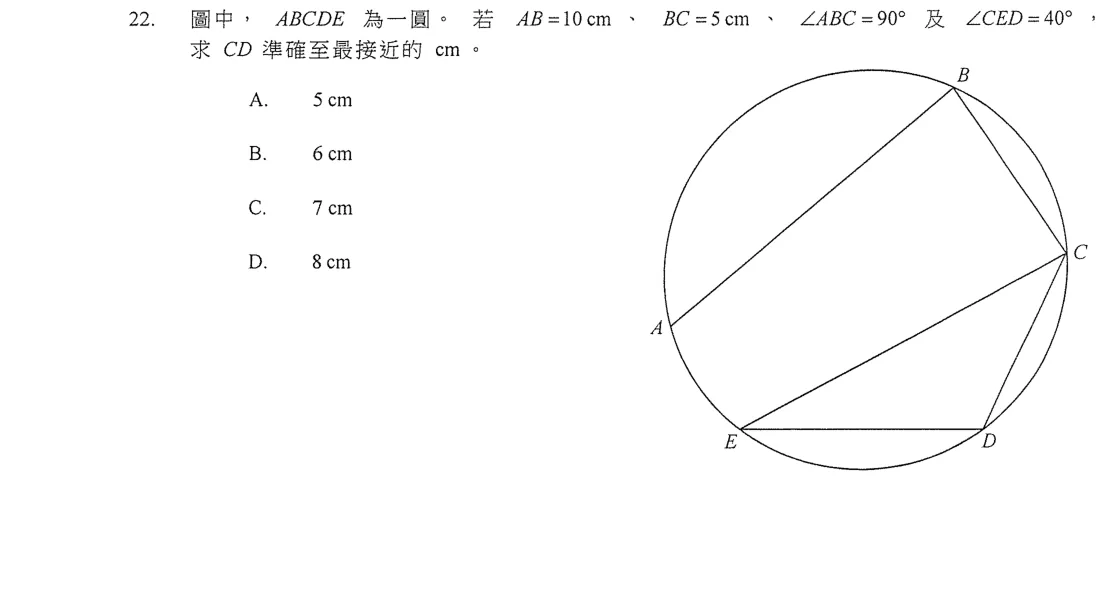 22. 圖中， ABCDE 為一圓。 若 AB = 10 cm 、 BC = 5 cm 、 ∠ABC = 90° 及 ∠CED = 40° ，
求 CD 準確至最接近的 cm 。
A. 5 cm
B. 6 cm
C. 7 cm
D. 8 cm
B
C
A
E
D